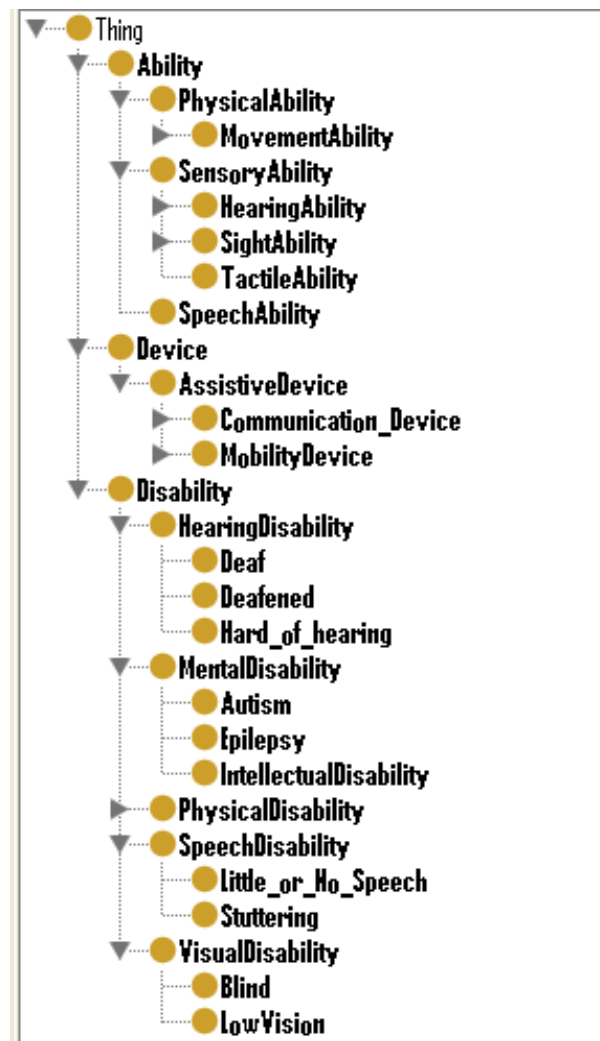 Thing
Ability
PhysicalAbility
MovementAbility
SensoryAbility
HearingAbility
SightAbility
TactileAbility
SpeechAbility
Device
AssistiveDevice
Communication_Device
MobilityDevice
Disability
HearingDisability
Deaf
Deafened
Hard_of_hearing
MentalDisability
Autism
Epilepsy
IntellectualDisability
PhysicalDisability
SpeechDisability
Little_or_No_Speech
Stuttering
VisualDisability
Blind
LowVision